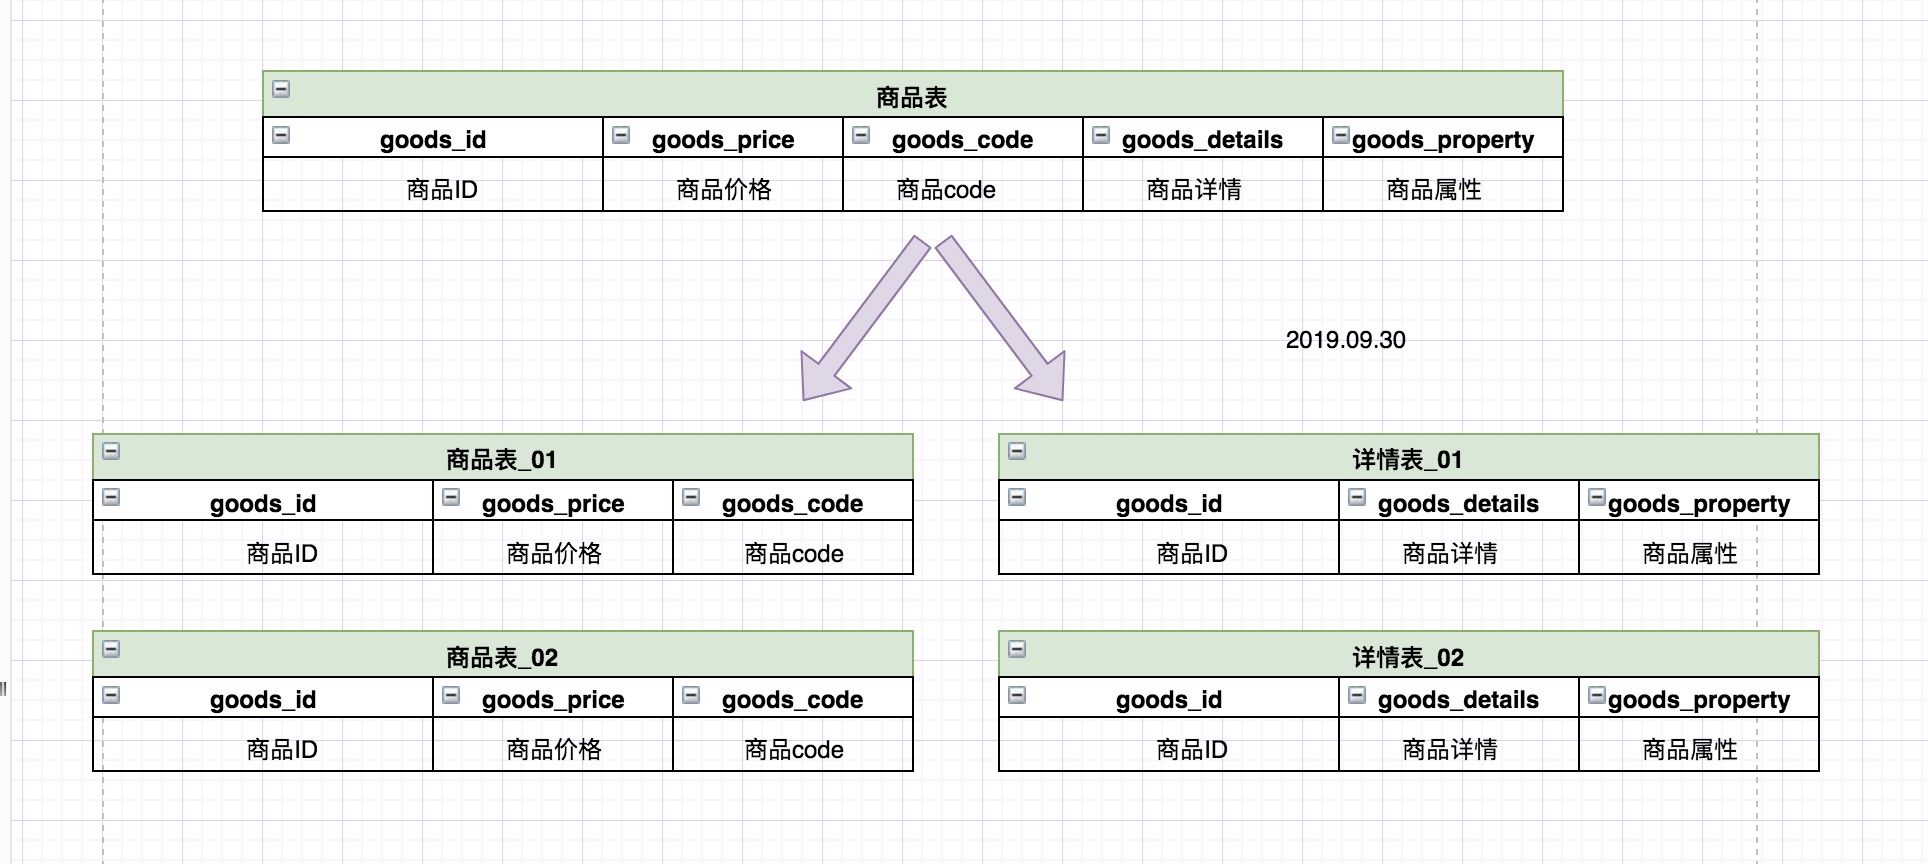 商品表
goods_id goods_price goods_code goods_details goods_property
商品ID 商品价格 商品code 商品详情 商品属性
2019.09.30
商品表_01
goods_id goods_price goods_code
商品ID 商品价格 商品code
详情表_01
goods_id goods_details goods_property
商品ID 商品详情 商品属性
商品表_02
goods_id goods_price goods_code
商品ID 商品价格 商品code
详情表_02
goods_id goods_details goods_property
商品ID 商品详情 商品属性